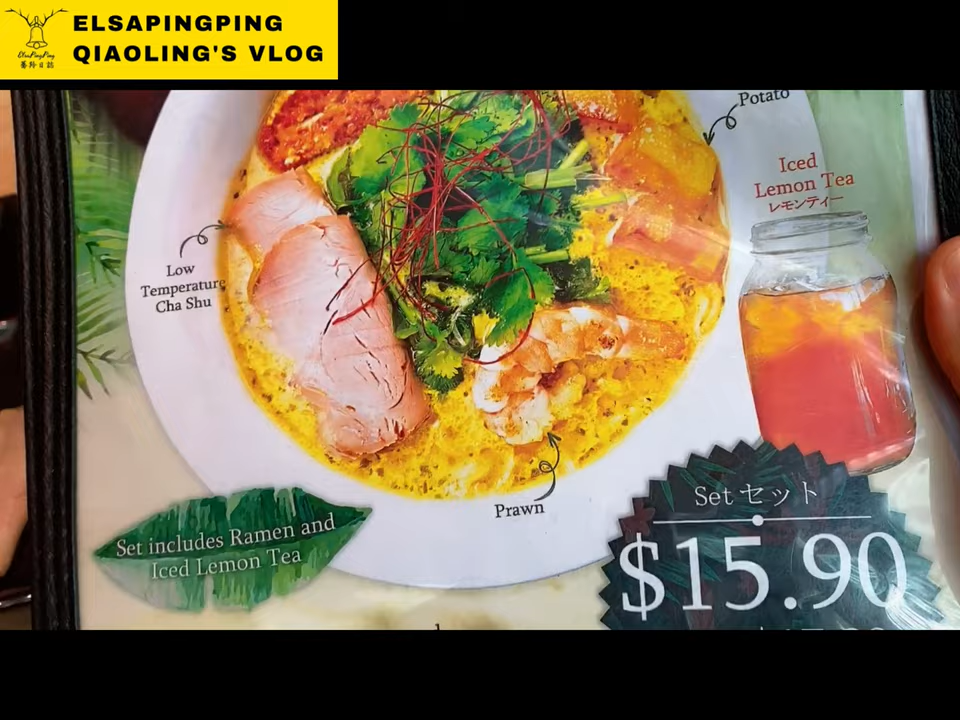 ELSAPINGPING
QIAOLING'S VLOG
ElsaPingPing
Potato
Iced
Lemon Tea
レモンティー
Low
Temperature
Cha Shu
Prawn
Set includes Ramen and
Iced Lemon Tea
Set セット
$15.90